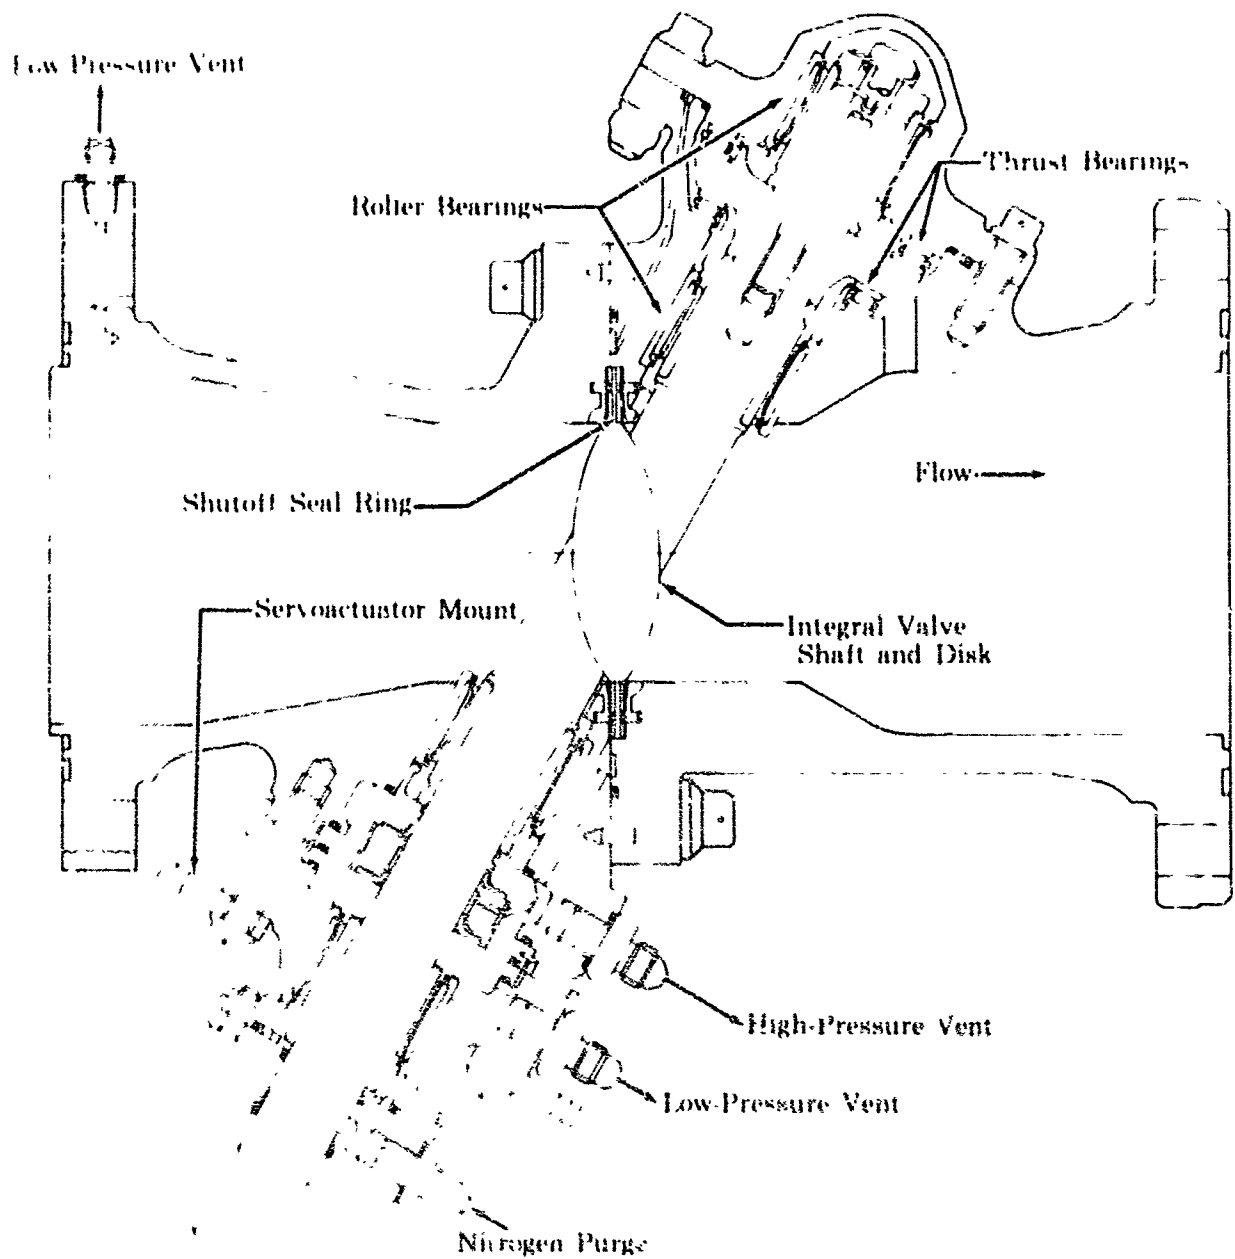 Low Pressure Vent
Thrust Bearings
Roller Bearings
Flow
Shutoff Seal Ring
Servoactuator Mount
Integral Valve
Shaft and Disk
High-Pressure Vent
Low-Pressure Vent
Nitrogen Purge